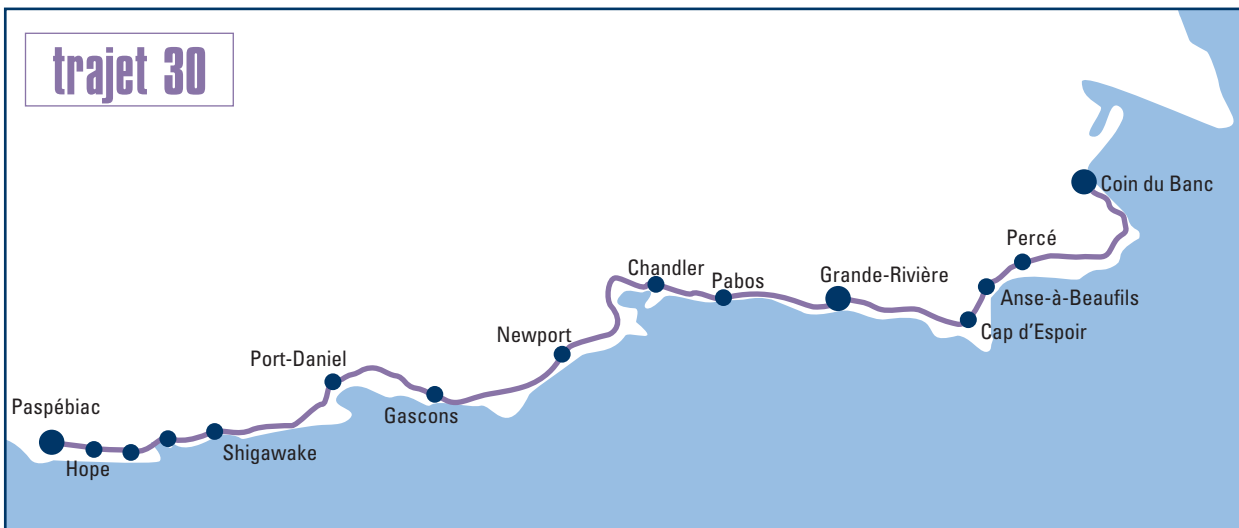 trajet 30
Coin du Banc
Percé
Chandler
Grande-Rivière
Pabos
Anse-à-Beaufils
Cap d'Espoir
Newport
Port-Daniel
Gascons
Paspébiac
Shigawake
Hope